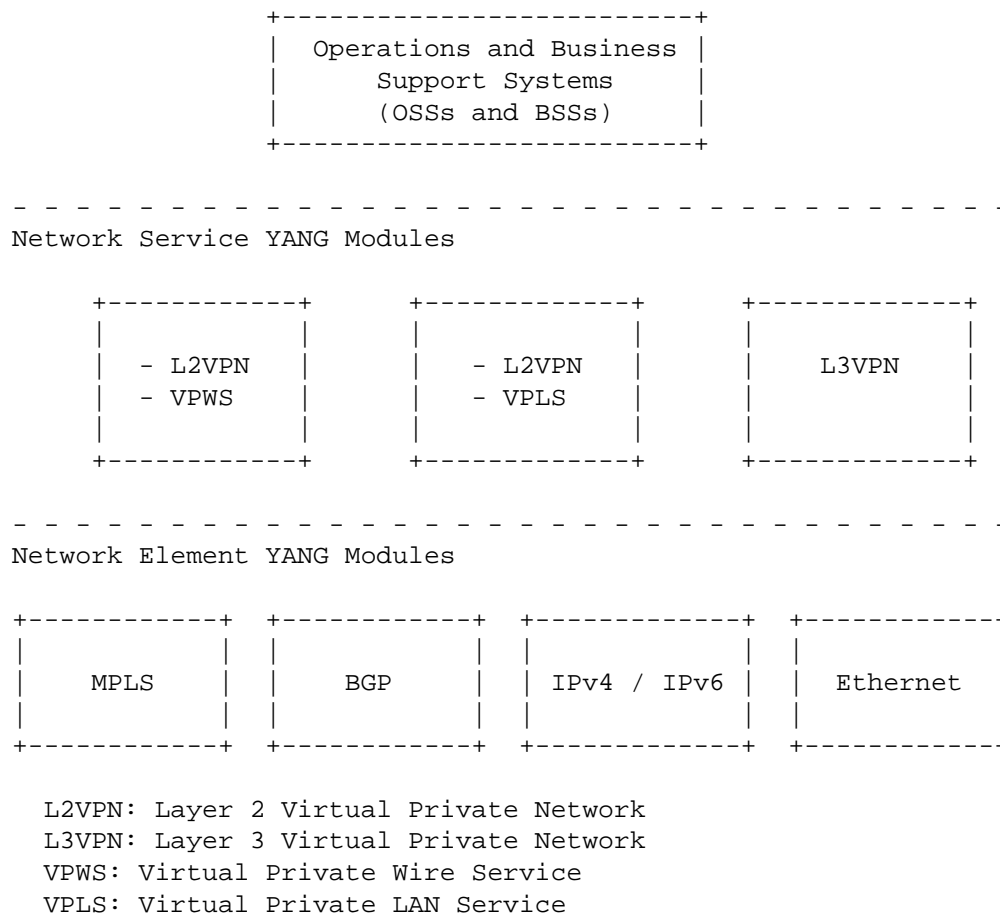 Operations and Business
Support Systems
(OSSs and BSSs)
Network Service YANG Modules
- L2VPN - L2VPN L3VPN
- VPWS - VPLS
Network Element YANG Modules
MPLS BGP IPv4 / IPv6 Ethernet
L2VPN: Layer 2 Virtual Private Network
L3VPN: Layer 3 Virtual Private Network
VPWS: Virtual Private Wire Service
VPLS: Virtual Private LAN Service